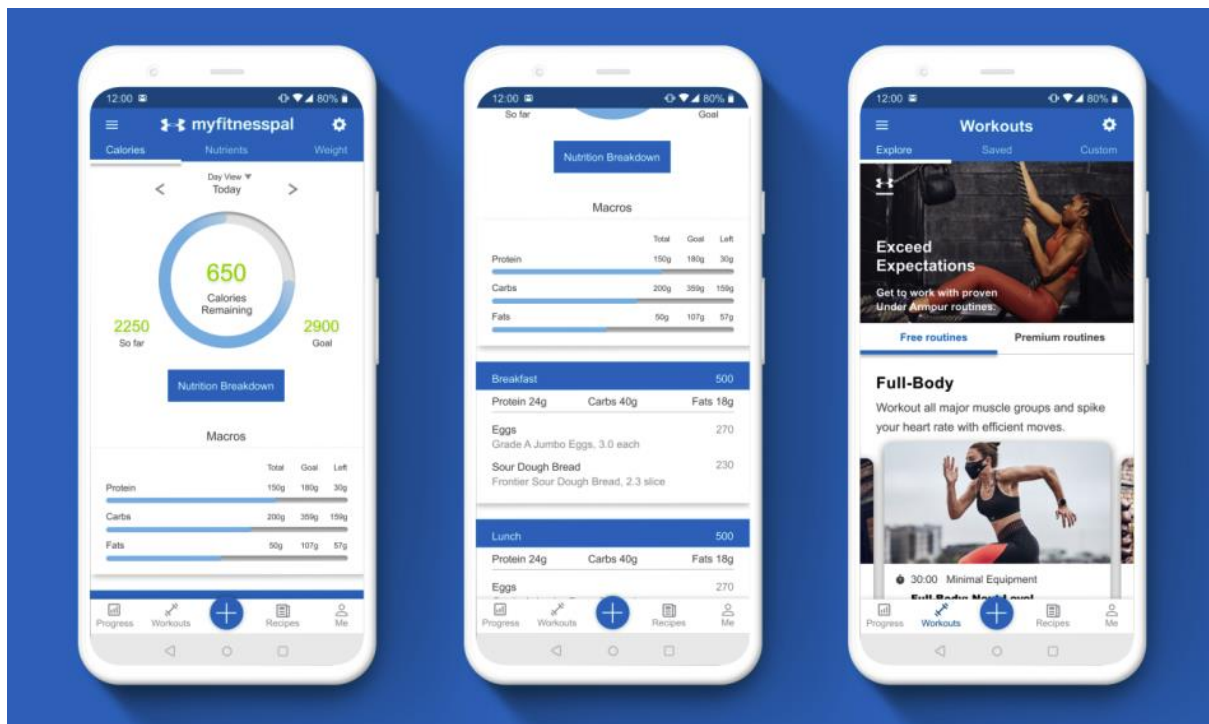 12:00 80%
myfitnesspal
Calories Nutrients Weight
Day View ▼
< Today >
650
Calories
Remaining
2250 2900
So far Goal
Nutrition Breakdown
Macros
Total Goal Left
Protein 150g 180g 30g
Carbs 200g 359g 159g
Fats 50g 107g 57g
Progress Workouts Recipes Me
12:00 80%
So far Goal
Nutrition Breakdown
Macros
Total Goal Left
Protein 150g 180g 30g
Carbs 200g 359g 159g
Fats 50g 107g 57g
Breakfast 500
Protein 24g Carbs 40g Fats 18g
Eggs 270
Grade A Jumbo Eggs, 3.0 each
Sour Dough Bread 230
Frontier Sour Dough Bread, 2.3 slice
Lunch 500
Protein 24g Carbs 40g Fats 18g
Eggs 270
Progress Workouts Recipes Me
12:00 80%
Workouts
Explore Saved Custom
Exceed
Expectations
Get to work with proven
Under Armour routines.
Free routines Premium routines
Full-Body
Workout all major muscle groups and spike
your heart rate with efficient moves.
30:00 Minimal Equipment
Full-Body: Next Level
Progress Workouts Recipes Me